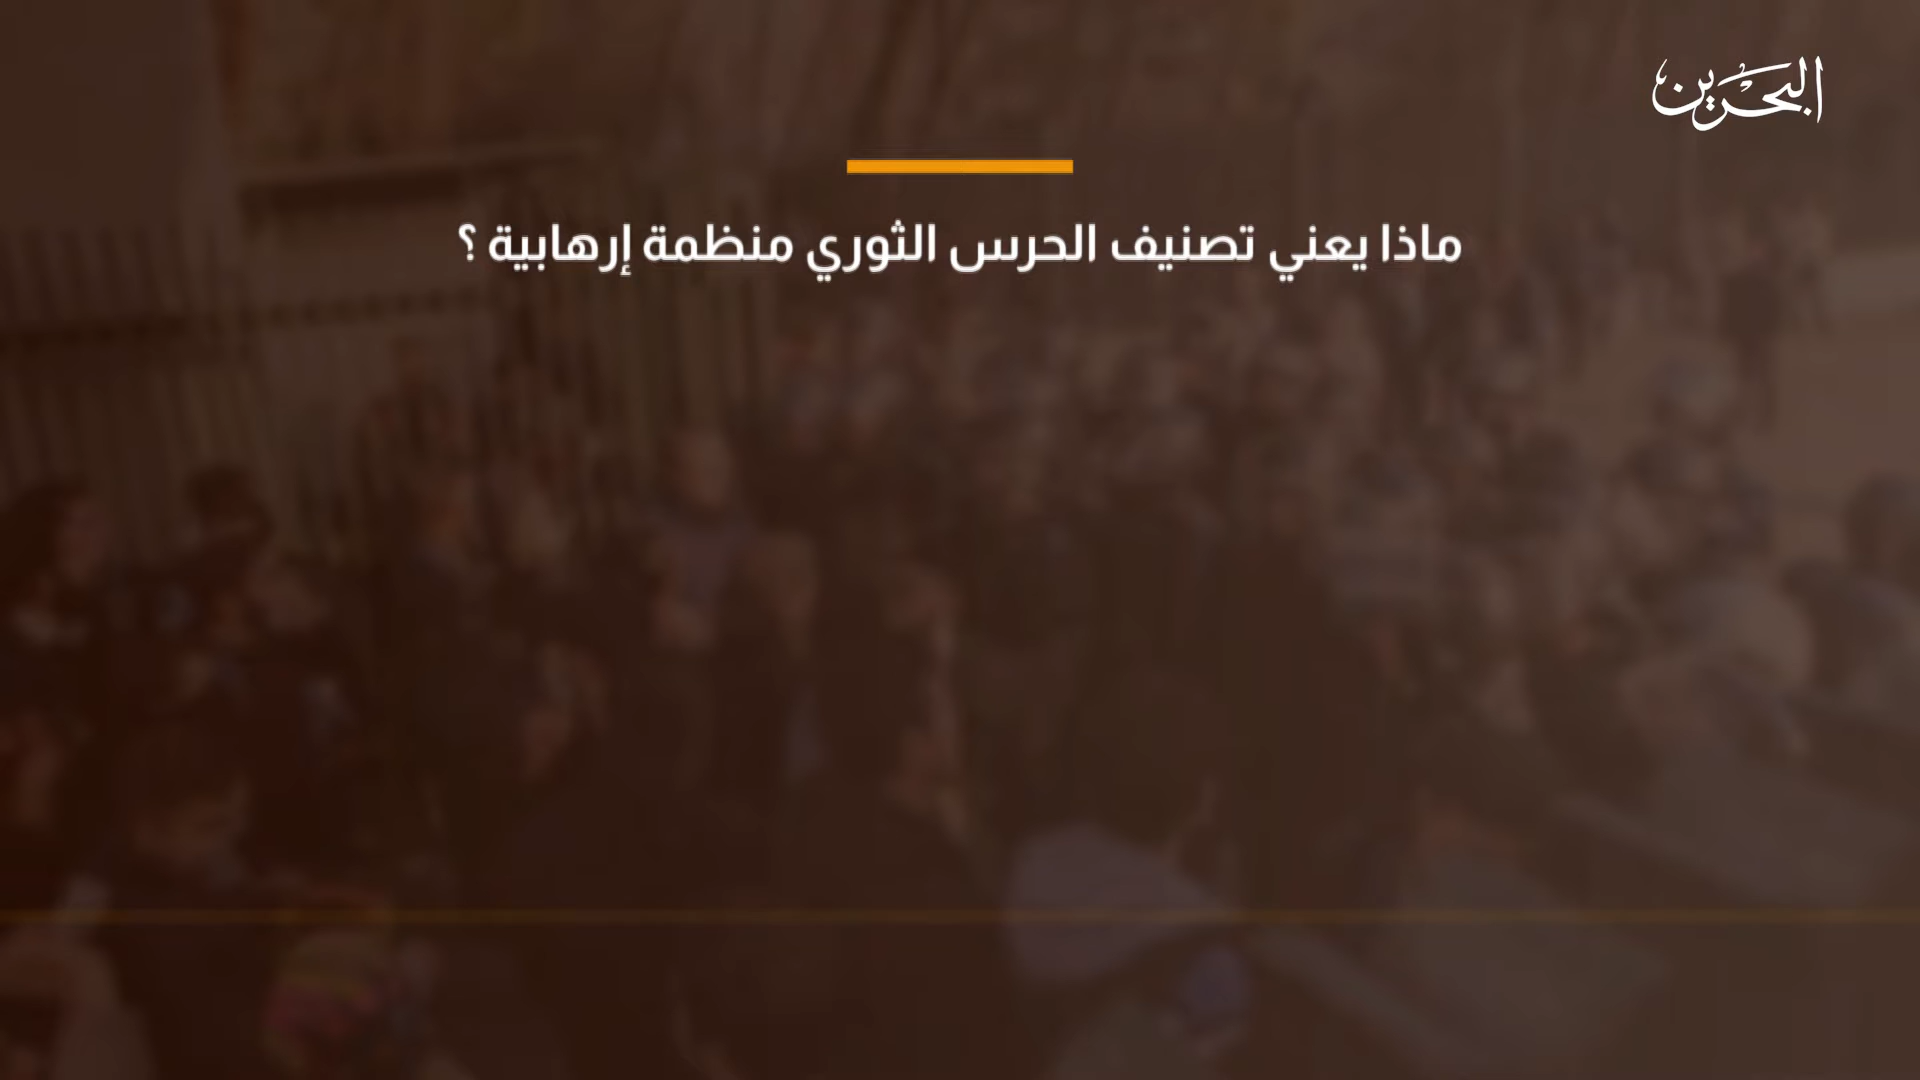 البحرين
ماذا يعني تصنيف الحرس الثوري منظمة إرهابية ؟